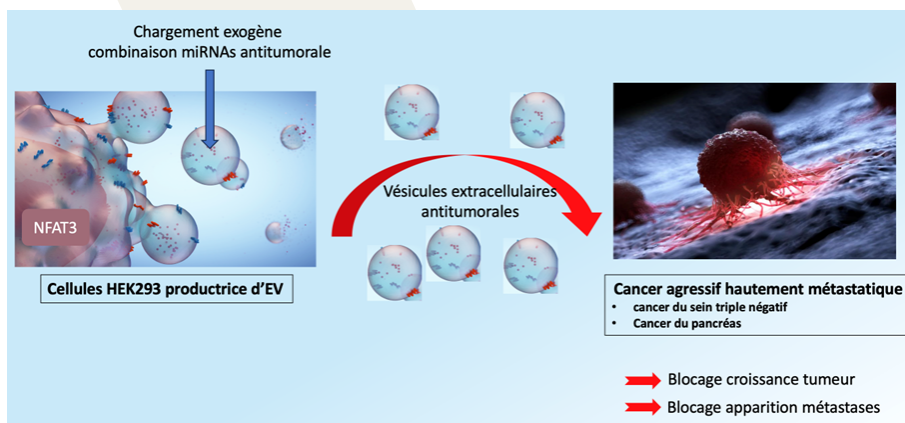 Chargement exogène
combinaison miRNAs antitumorale
NFAT3
Cellules HEK293 productrice d’EV
Vésicules extracellulaires
antitumorales
Cancer agressif hautement métastatique
• cancer du sein triple négatif
• Cancer du pancréas
Blocage croissance tumeur
Blocage apparition métastases